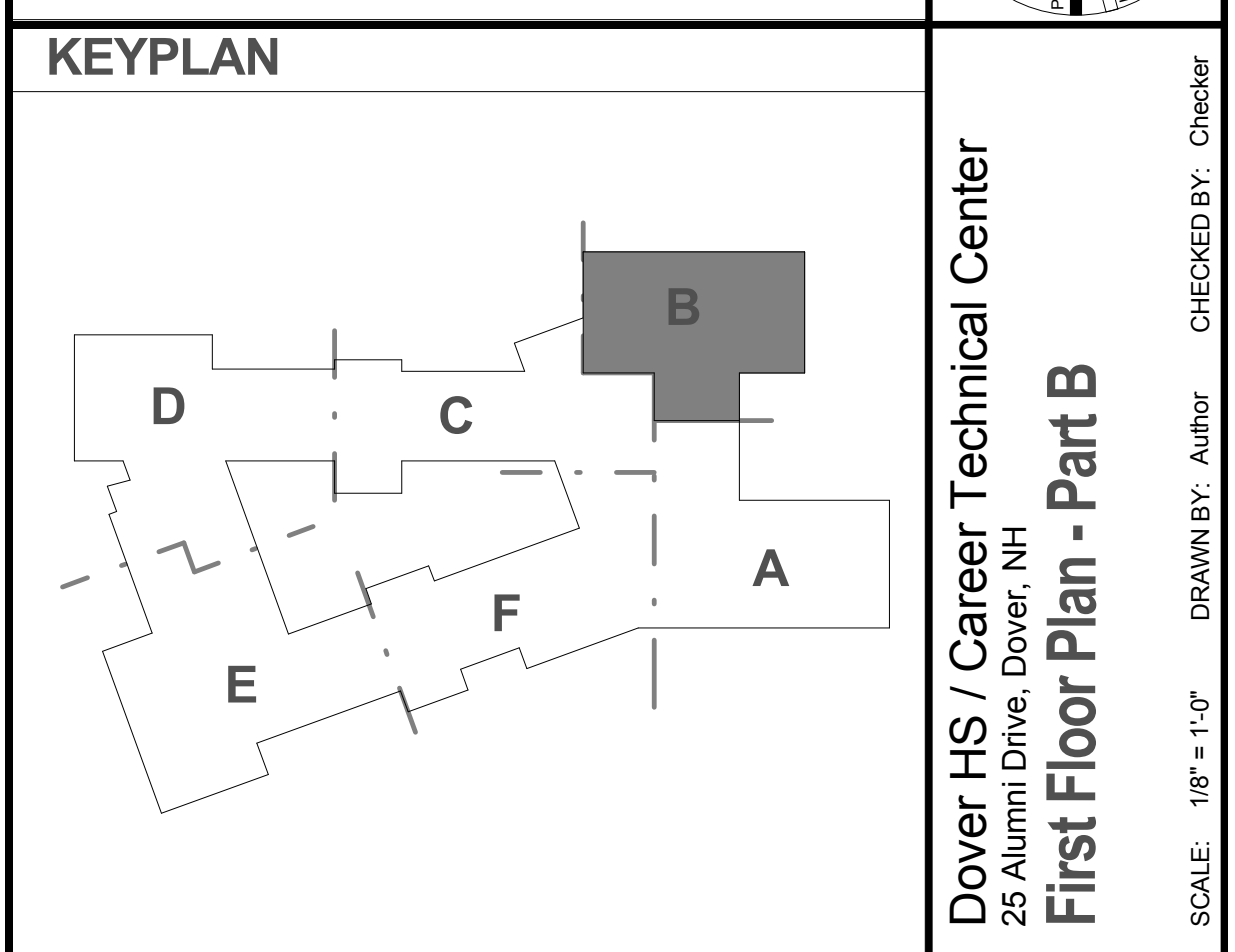 KEYPLAN
B
D
C
A
F
E
Dover HS / Career Technical Center
25 Alumni Drive, Dover, NH
First Floor Plan - Part B
SCALE: 1/8" = 1'-0" DRAWN BY: Author CHECKED BY: Checker